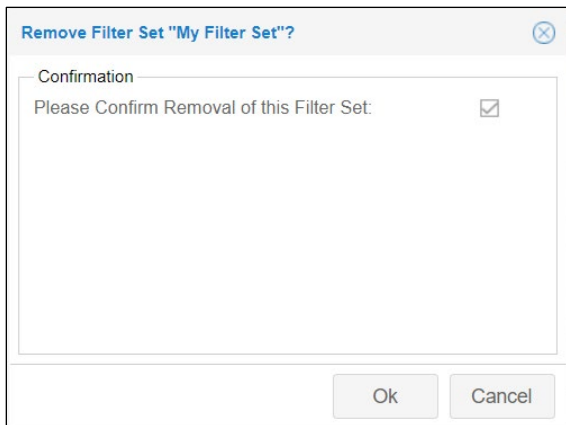 Remove Filter Set "My Filter Set"?
Confirmation
Please Confirm Removal of this Filter Set:
Ok
Cancel